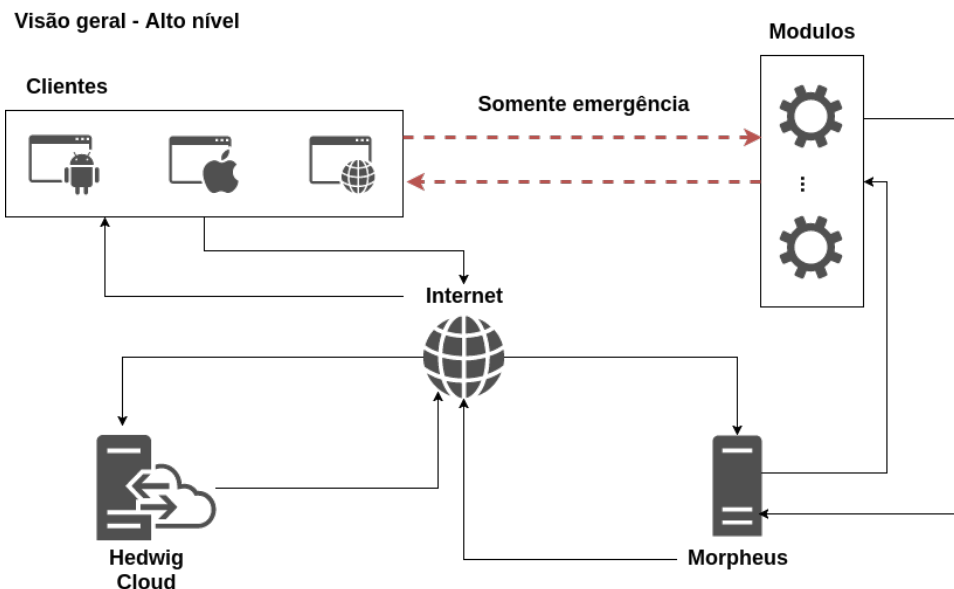 Visão geral - Alto nível
Modulos
Clientes
Somente emergência
...
Internet
Hedwig
Cloud
Morpheus